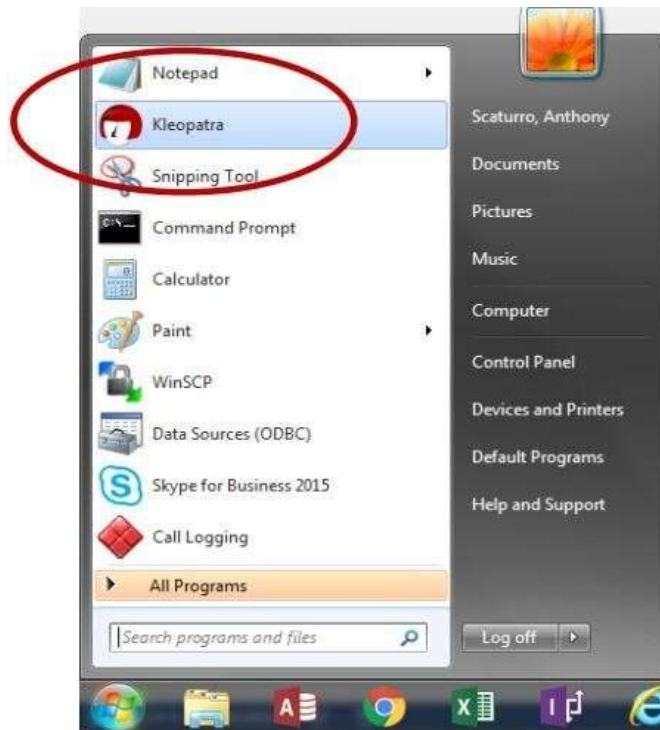 Notepad
Kleopatra
Snipping Tool
Command Prompt
Calculator
Paint
WinSCP
Data Sources (ODBC)
Skype for Business 2015
Call Logging
All Programs
Search programs and files
Scaturro, Anthony
Documents
Pictures
Music
Computer
Control Panel
Devices and Printers
Default Programs
Help and Support
Log off